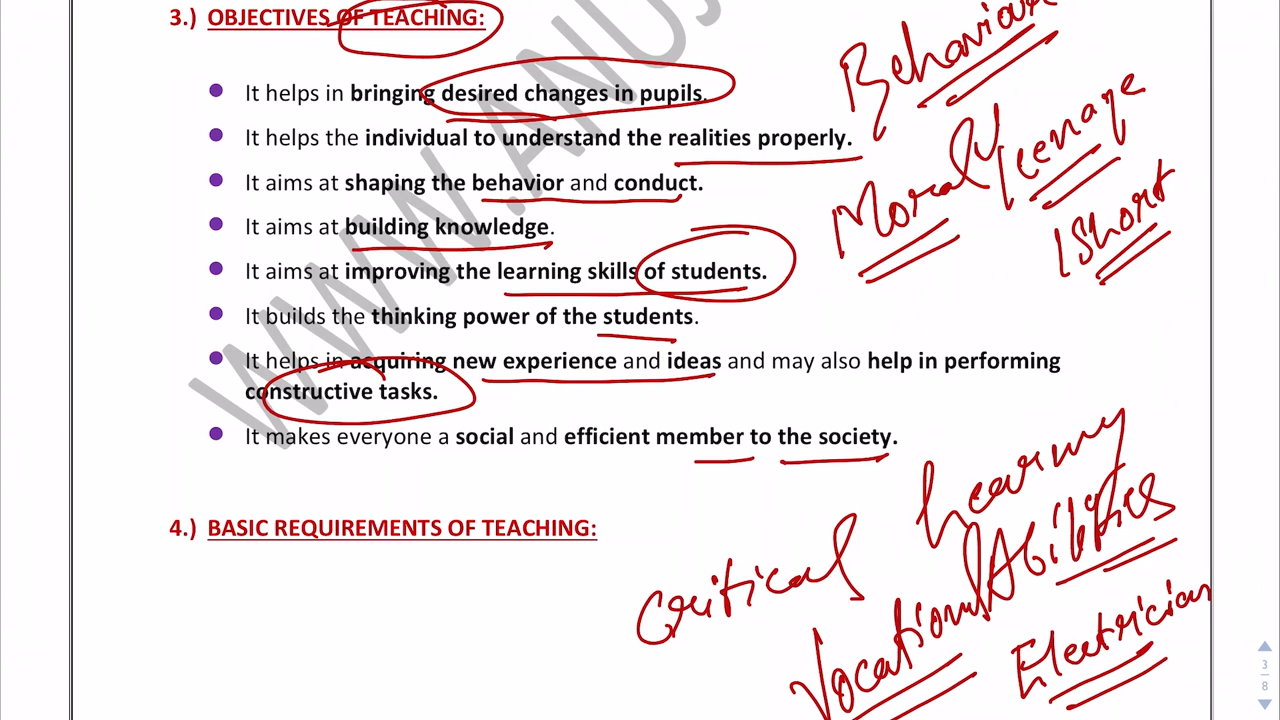 3.) OBJECTIVES OF TEACHING:
Behaviour
It helps in bringing desired changes in pupils.
It helps the individual to understand the realities properly.
Moral Teenage
It aims at shaping the behavior and conduct.
Short
It aims at building knowledge.
It aims at improving the learning skills of students.
It builds the thinking power of the students.
It helps in acquiring new experience and ideas and may also help in performing
constructive tasks.
It makes everyone a social and efficient member to the society.
learning
4.) BASIC REQUIREMENTS OF TEACHING:
Abilities
Critical
Vocational
Electrician
WWW.ANUJ
3
8